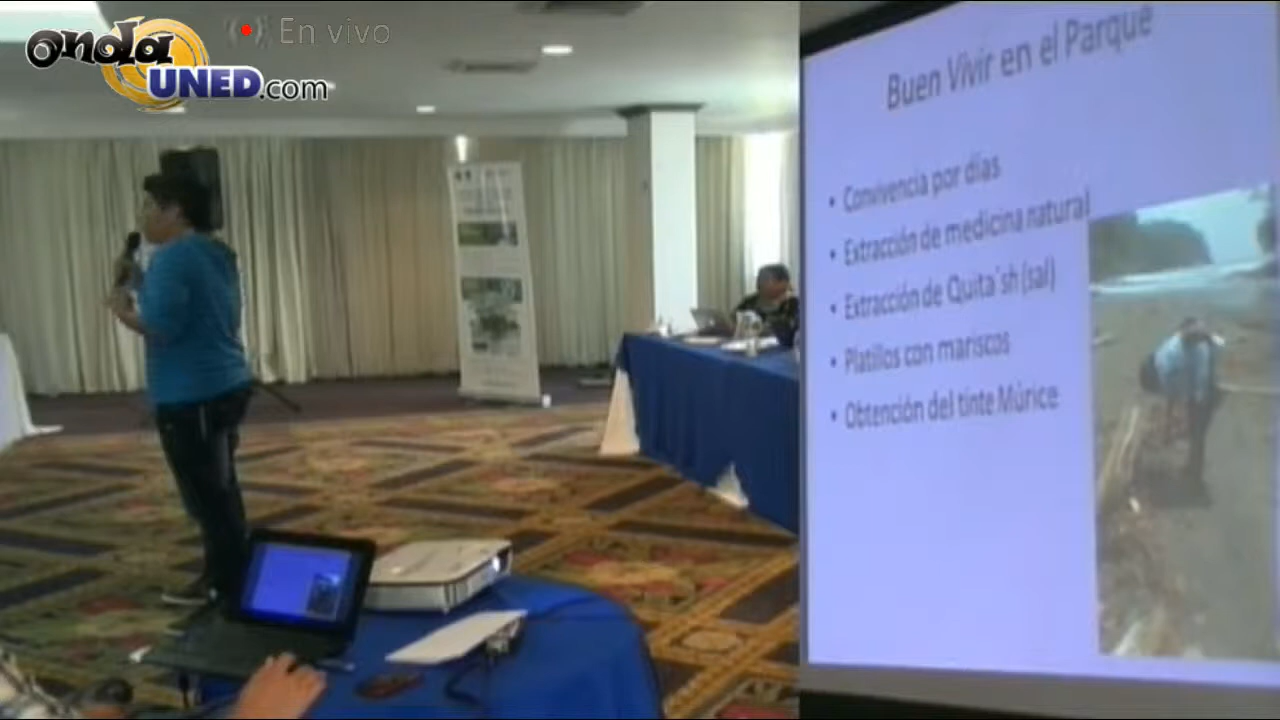 onda UNED.com
En vivo
Buen Vivir en el Parque
• Convivencia por días
• Extracción de medicina natural
• Extracción de Quita´sh (sal)
• Platillos con mariscos
• Obtención del tinte Múrice